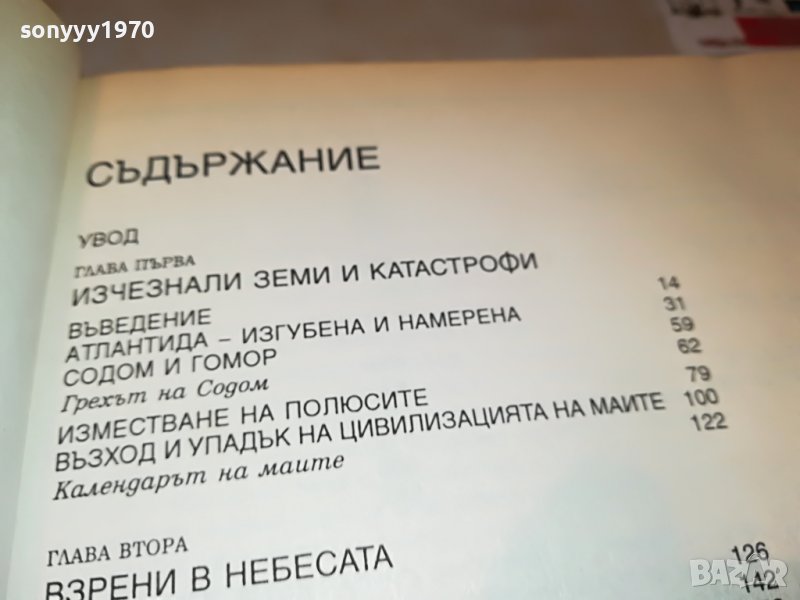 sonyyy1970
СЪДЪРЖАНИЕ
УВОД
ГЛАВА ПЪРВА
ИЗЧЕЗНАЛИ ЗЕМИ И КАТАСТРОФИ
ВЪВЕДЕНИЕ 14
АТЛАНТИДА – ИЗГУБЕНА И НАМЕРЕНА 31
СОДОМ И ГОМОР 59
Грехът на Содом 62
ИЗМЕСТВАНЕ НА ПОЛЮСИТЕ 79
ВЪЗХОД И УПАДЪК НА ЦИВИЛИЗАЦИЯТА НА МАИТЕ 100
Календарът на маите 122
ГЛАВА ВТОРА
ВЗРЕНИ В НЕБЕСАТА 126
142
BAZAR